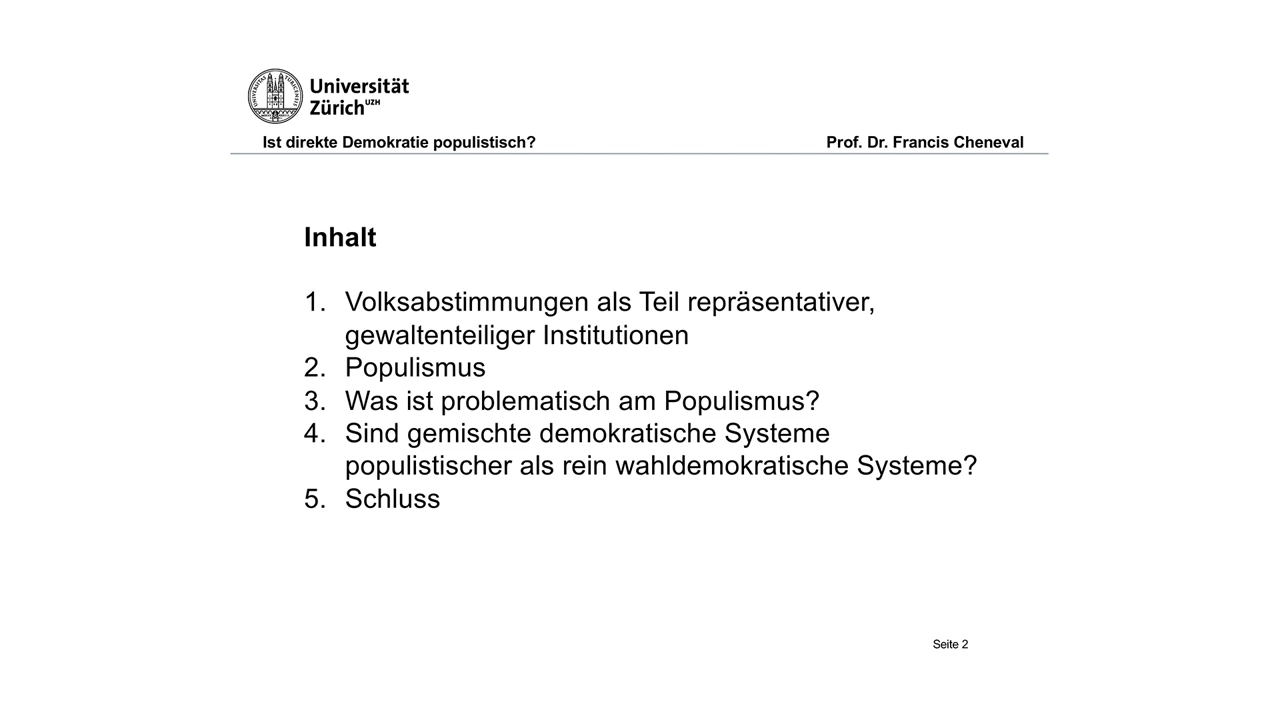 Universität
Zürich UZH
Ist direkte Demokratie populistisch? Prof. Dr. Francis Cheneval
Inhalt
1. Volksabstimmungen als Teil repräsentativer,
gewaltenteiliger Institutionen
2. Populismus
3. Was ist problematisch am Populismus?
4. Sind gemischte demokratische Systeme
populistischer als rein wahldemokratische Systeme?
5. Schluss
Seite 2